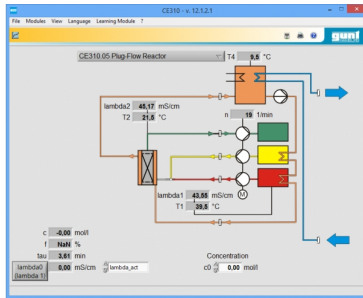 CE310 - v. 12.1.2.1
File Modules View Language Learning Module ?
gunt
CE310.05 Plug-Flow Reactor
T4 9,5 °C
lambda2 45,17 mS/cm
T2 21,5 °C
n 19 1/min
lambda1 43,55 mS/cm
T1 39,5 °C
M
c -0,00 mol/l
f NaN %
tau 3,61 min
lambda0 (lambda 1) 0,00 mS/cm lambda_act
Concentration
c0 0,00 mol/l